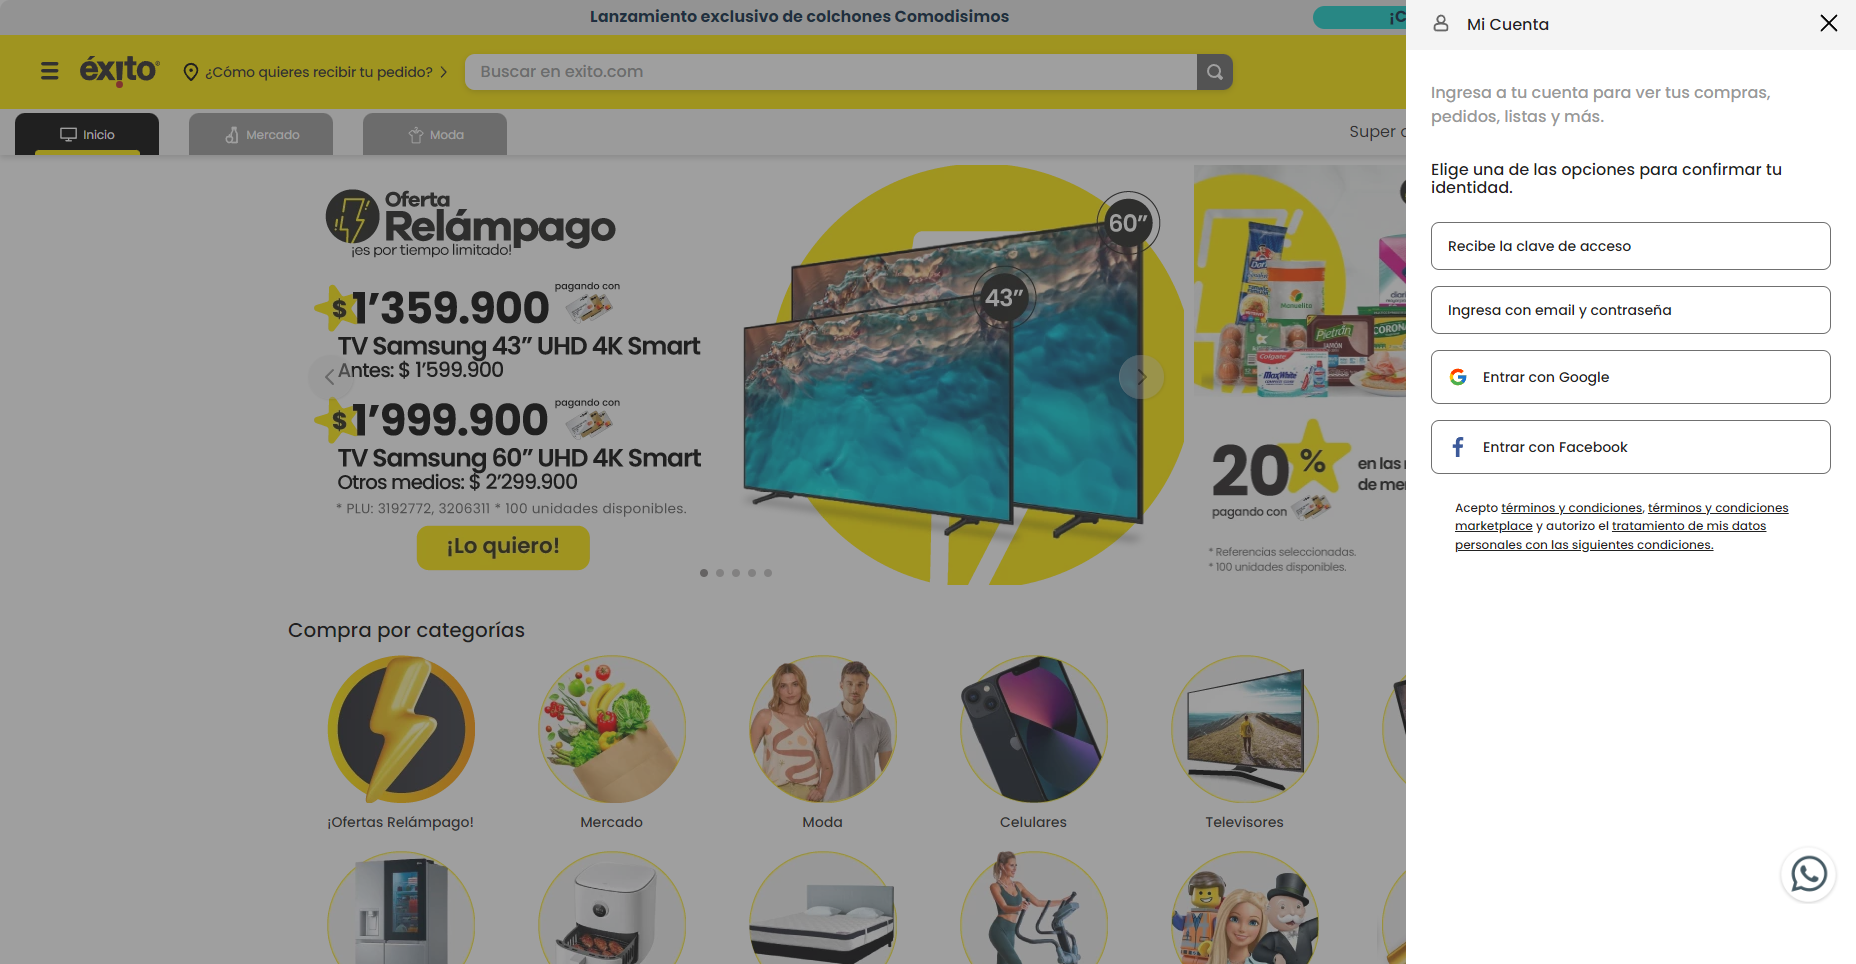 Lanzamiento exclusivo de colchones Comodisimos
Mi Cuenta
éxito
¿Cómo quieres recibir tu pedido?
Buscar en exito.com
Inicio
Mercado
Moda
Super
Ingresa a tu cuenta para ver tus compras,
pedidos, listas y más.
Elige una de las opciones para confirmar tu
identidad.
Recibe la clave de acceso
Ingresa con email y contraseña
Entrar con Google
Entrar con Facebook
Acepto términos y condiciones, términos y condiciones
marketplace y autorizo el tratamiento de mis datos
personales con las siguientes condiciones.
Oferta
Relámpago
¡es por tiempo limitado!
$1'359.900
pagando con
TV Samsung 43” UHD 4K Smart
Antes: $ 1’599.900
$1'999.900
pagando con
TV Samsung 60” UHD 4K Smart
Otros medios: $ 2’299.900
* PLU: 3192772, 3206311 * 100 unidades disponibles.
¡Lo quiero!
60”
43”
Doria
Manuelita
Pietrán
Colgate
MaxWhite
20%
en las
pagando con
* Referencias seleccionadas.
* 100 unidades disponibles.
Compra por categorías
¡Ofertas Relámpago!
Mercado
Moda
Celulares
Televisores